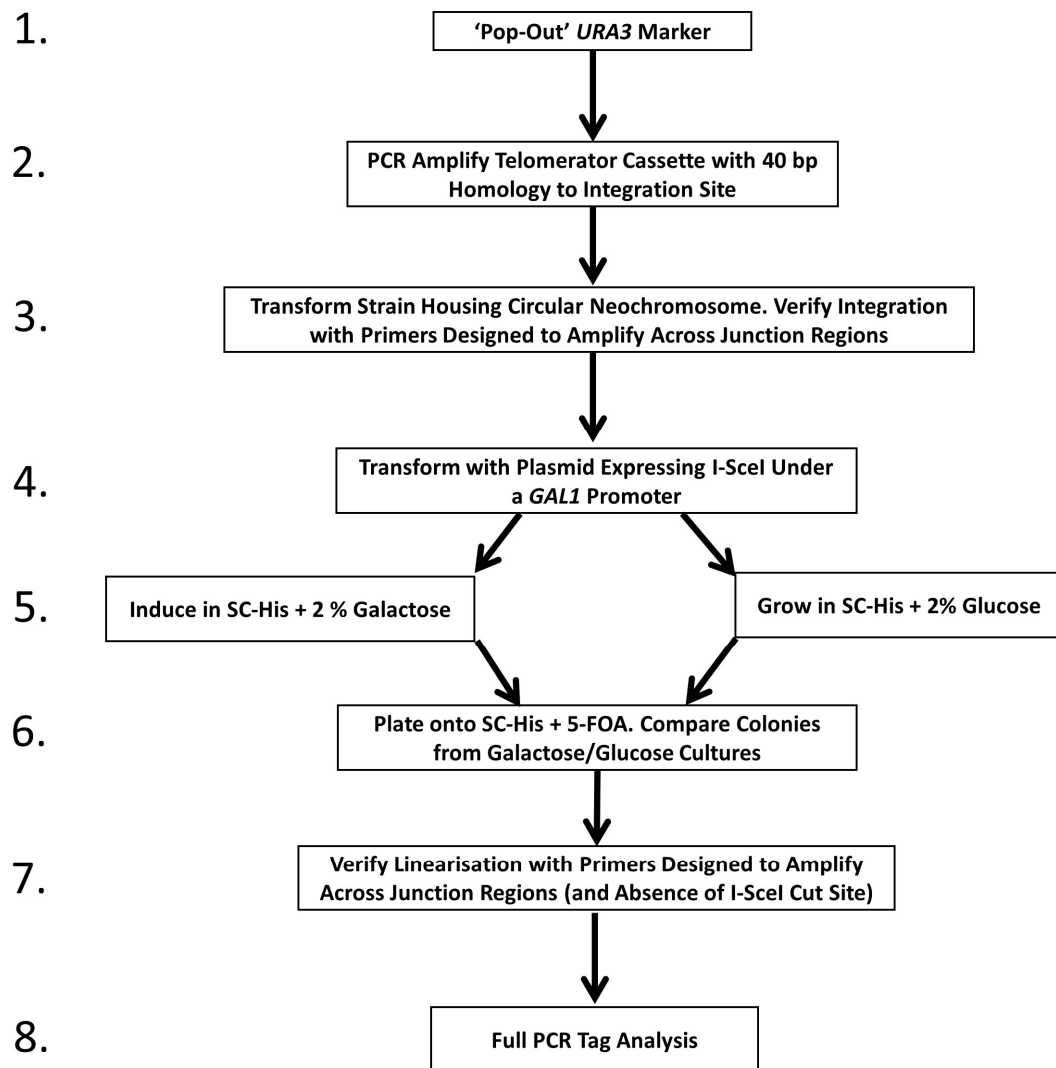 1.
‘Pop-Out’ URA3 Marker
2.
PCR Amplify Telomerator Cassette with 40 bp
Homology to Integration Site
3.
Transform Strain Housing Circular Neochromosome. Verify Integration
with Primers Designed to Amplify Across Junction Regions
4.
Transform with Plasmid Expressing I-SceI Under
a GAL1 Promoter
5.
Induce in SC-His + 2 % Galactose
Grow in SC-His + 2% Glucose
6.
Plate onto SC-His + 5-FOA. Compare Colonies
from Galactose/Glucose Cultures
7.
Verify Linearisation with Primers Designed to Amplify
Across Junction Regions (and Absence of I-SceI Cut Site)
8.
Full PCR Tag Analysis